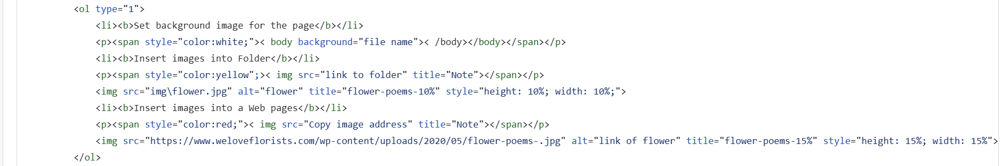 <ol type="1">
<li><b>Set background image for the page</b></li>
<p><span style="color:white;">< body background="file name">< /body></body></span></p>
<li><b>Insert images into Folder</b></li>
<p><span style="color:yellow";>< img src="link to folder" title="Note"></span></p>
<img src="img\flower.jpg" alt="flower" title="flower-poems-10%" style="height: 10%; width: 10%;">
<li><b>Insert images into a Web pages</b></li>
<p><span style="color:red;">< img src="Copy image address" title="Note"></span></p>
<img src="https://www.weloveflorists.com/wp-content/uploads/2020/05/flower-poems-.jpg" alt="link of flower" title="flower-poems-15%" style="height: 15%; width: 15%">
</ol>